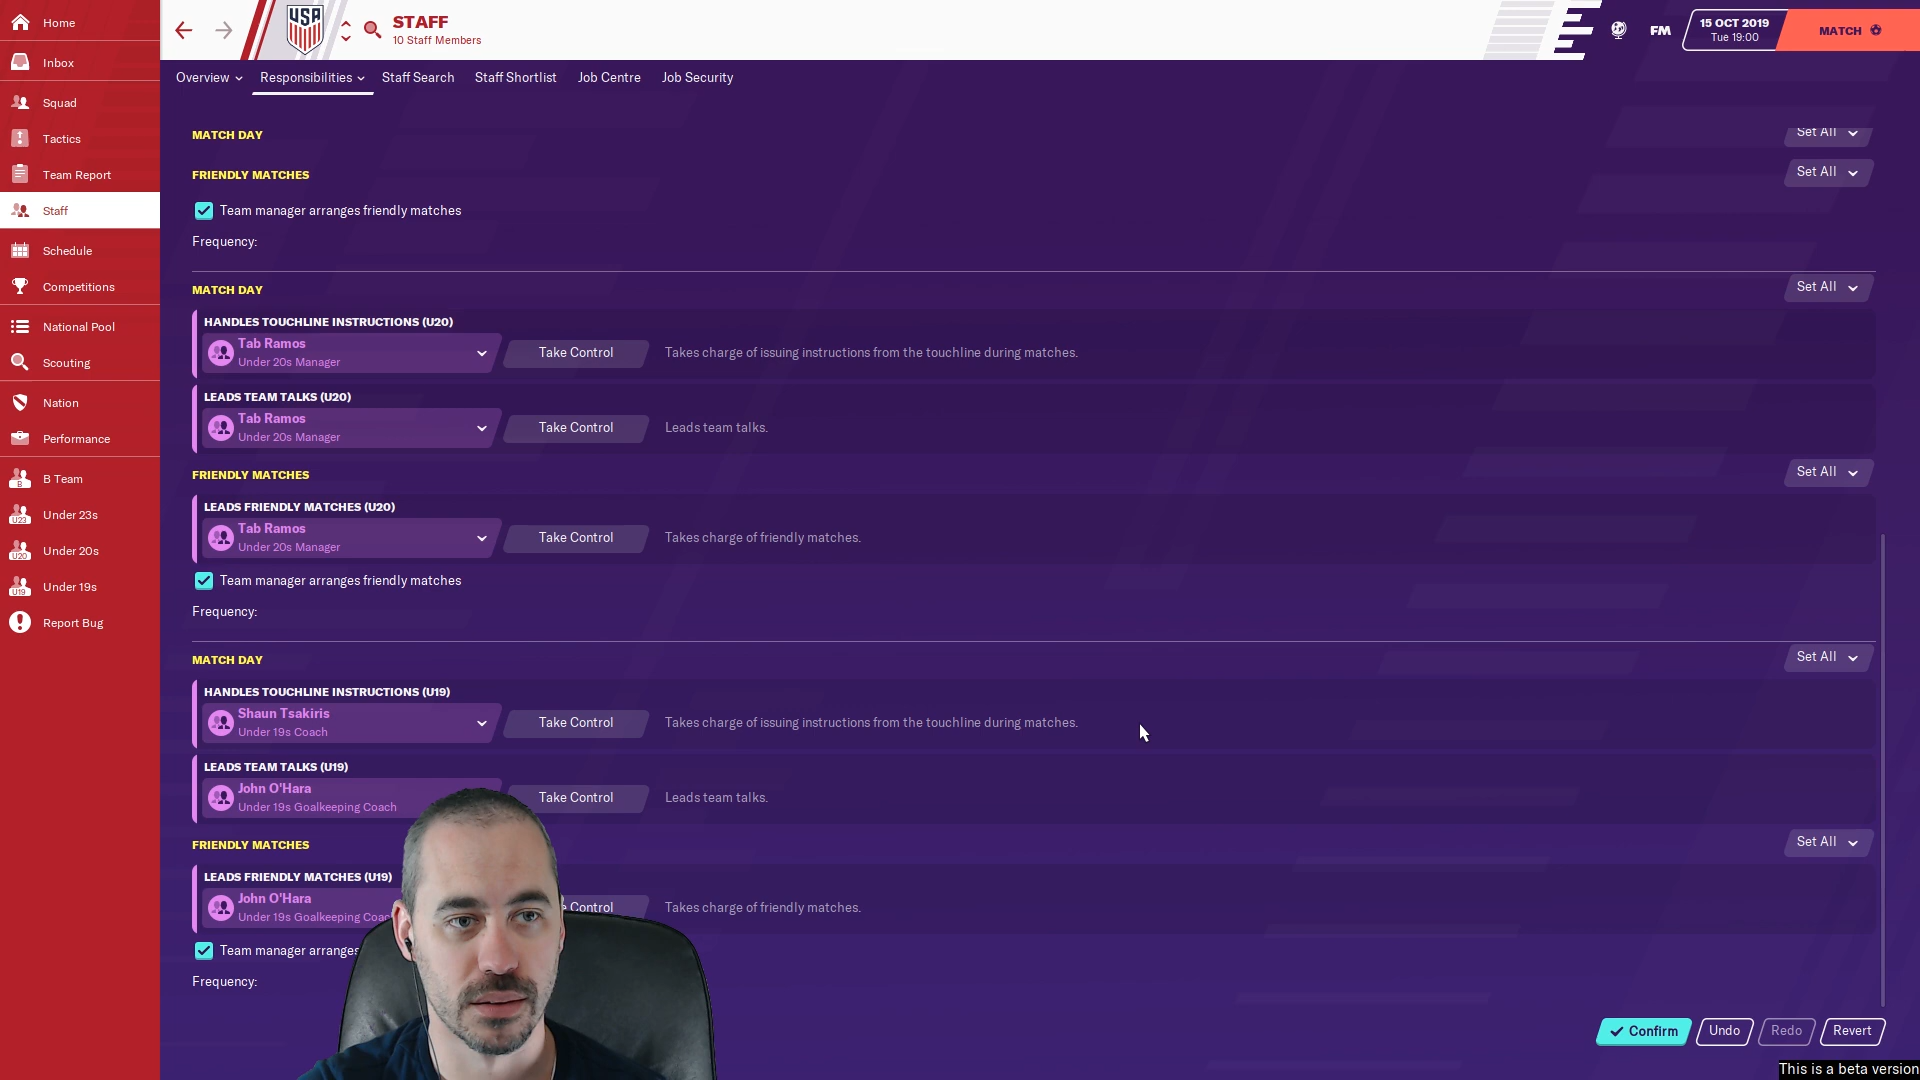 Home
Inbox
Squad
Tactics
Team Report
Staff
Schedule
Competitions
National Pool
Scouting
Nation
Performance
B
B Team
U23
Under 23s
U20
Under 20s
U19
Under 19s
Report Bug
USA
STAFF
10 Staff Members
FM
15 OCT 2019
Tue 19:00
MATCH
Overview
Responsibilities
Staff Search
Staff Shortlist
Job Centre
Job Security
MATCH DAY
Set All
FRIENDLY MATCHES
Set All
Team manager arranges friendly matches
Frequency:
MATCH DAY
Set All
HANDLES TOUCHLINE INSTRUCTIONS (U20)
Tab Ramos
Under 20s Manager
Take Control
Takes charge of issuing instructions from the touchline during matches.
LEADS TEAM TALKS (U20)
Tab Ramos
Under 20s Manager
Take Control
Leads team talks.
FRIENDLY MATCHES
Set All
LEADS FRIENDLY MATCHES (U20)
Tab Ramos
Under 20s Manager
Take Control
Takes charge of friendly matches.
Team manager arranges friendly matches
Frequency:
MATCH DAY
Set All
HANDLES TOUCHLINE INSTRUCTIONS (U19)
Shaun Tsakiris
Under 19s Coach
Take Control
Takes charge of issuing instructions from the touchline during matches.
LEADS TEAM TALKS (U19)
John O'Hara
Under 19s Goalkeeping Coach
Take Control
Leads team talks.
FRIENDLY MATCHES
Set All
LEADS FRIENDLY MATCHES (U19)
John O'Hara
Under 19s Goalkeeping
Control
Takes charge of friendly matches.
Team manager arranges
Frequency:
Confirm
Undo
Redo
Revert
This is a beta version